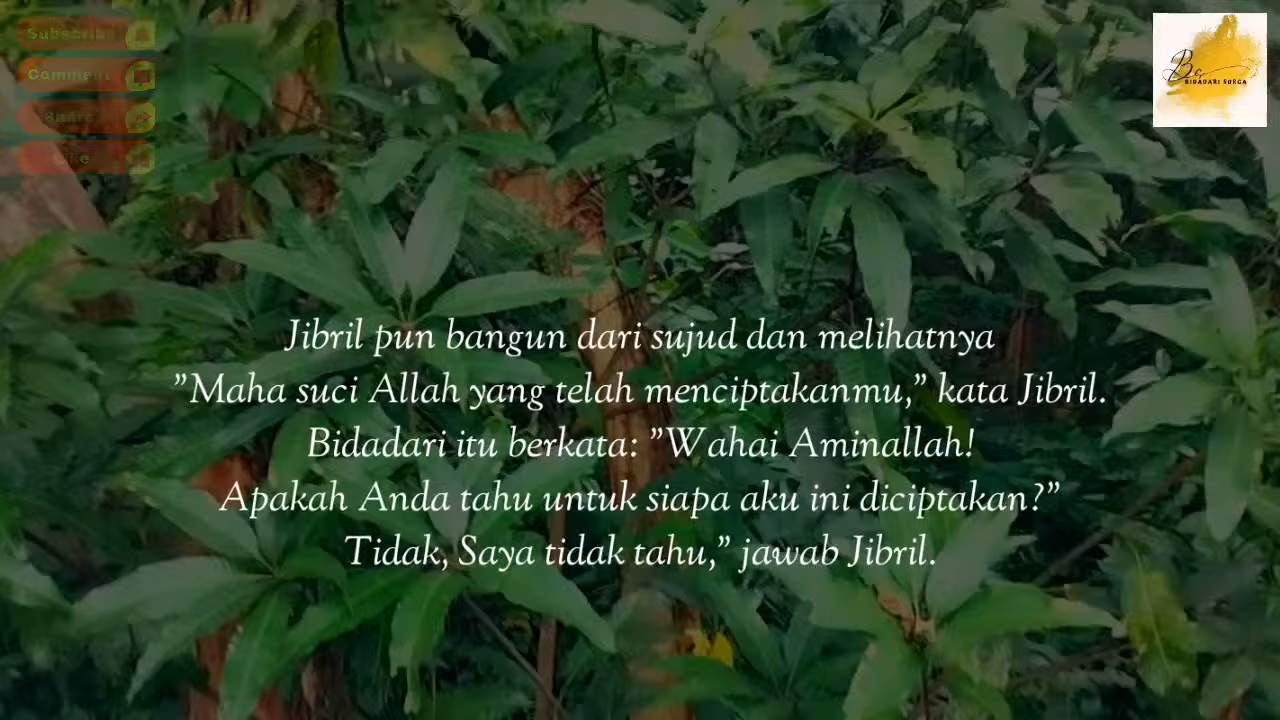 Subscribe
Comment
Share
Like
Bs
BIDADARI SURGA
Jibril pun bangun dari sujud dan melihatnya
”Maha suci Allah yang telah menciptakanmu,” kata Jibril.
Bidadari itu berkata: ”Wahai Aminallah!
Apakah Anda tahu untuk siapa aku ini diciptakan?”
Tidak, Saya tidak tahu,” jawab Jibril.